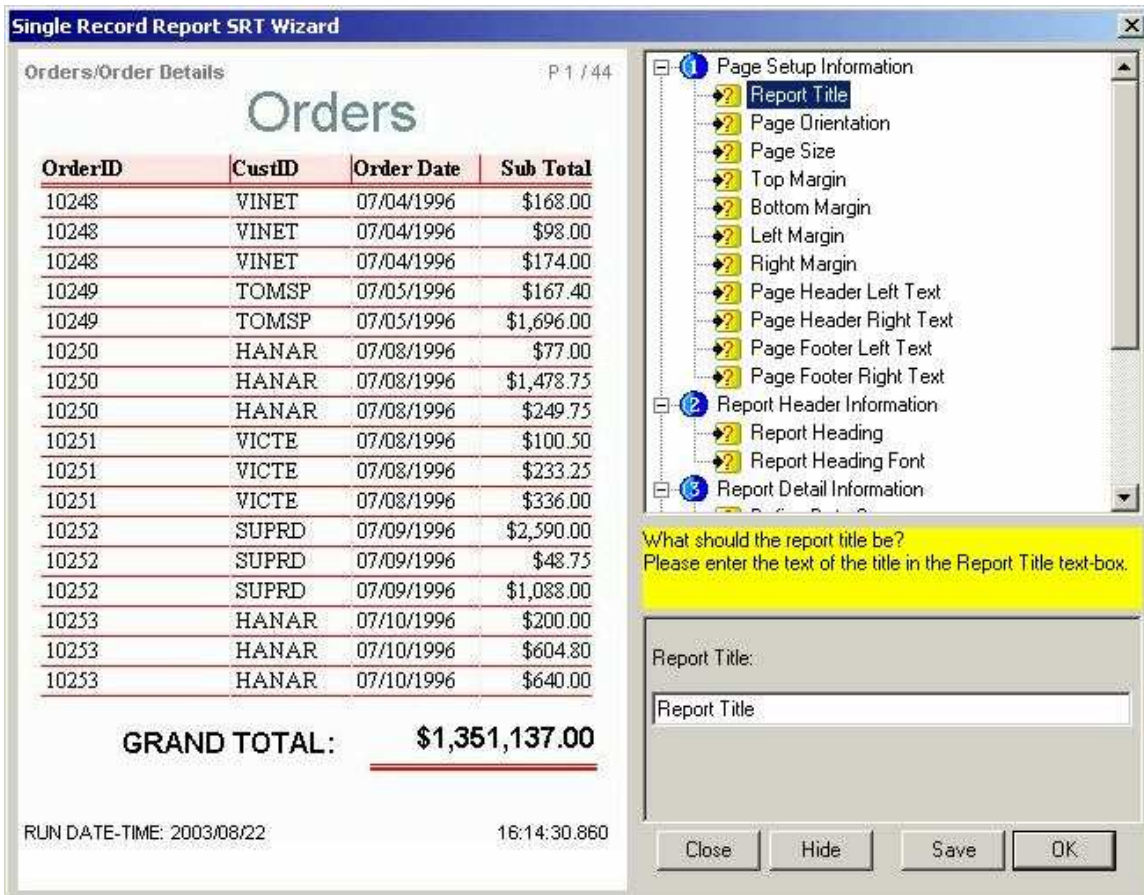 Single Record Report SRT Wizard
Orders/Order Details P 1 / 44
Orders
OrderID CustID Order Date Sub Total
10248 VINET 07/04/1996 $168.00
10248 VINET 07/04/1996 $98.00
10248 VINET 07/04/1996 $174.00
10249 TOMSP 07/05/1996 $167.40
10249 TOMSP 07/05/1996 $1,696.00
10250 HANAR 07/08/1996 $77.00
10250 HANAR 07/08/1996 $1,478.75
10250 HANAR 07/08/1996 $249.75
10251 VICTE 07/08/1996 $100.50
10251 VICTE 07/08/1996 $233.25
10251 VICTE 07/08/1996 $336.00
10252 SUPRD 07/09/1996 $2,590.00
10252 SUPRD 07/09/1996 $48.75
10252 SUPRD 07/09/1996 $1,088.00
10253 HANAR 07/10/1996 $200.00
10253 HANAR 07/10/1996 $604.80
10253 HANAR 07/10/1996 $640.00
GRAND TOTAL: $1,351,137.00
RUN DATE-TIME: 2003/08/22 16:14:30.860
1 Page Setup Information
Report Title
Page Orientation
Page Size
Top Margin
Bottom Margin
Left Margin
Right Margin
Page Header Left Text
Page Header Right Text
Page Footer Left Text
Page Footer Right Text
2 Report Header Information
Report Heading
Report Heading Font
3 Report Detail Information
What should the report title be?
Please enter the text of the title in the Report Title text-box.
Report Title:
Report Title
Close Hide Save OK